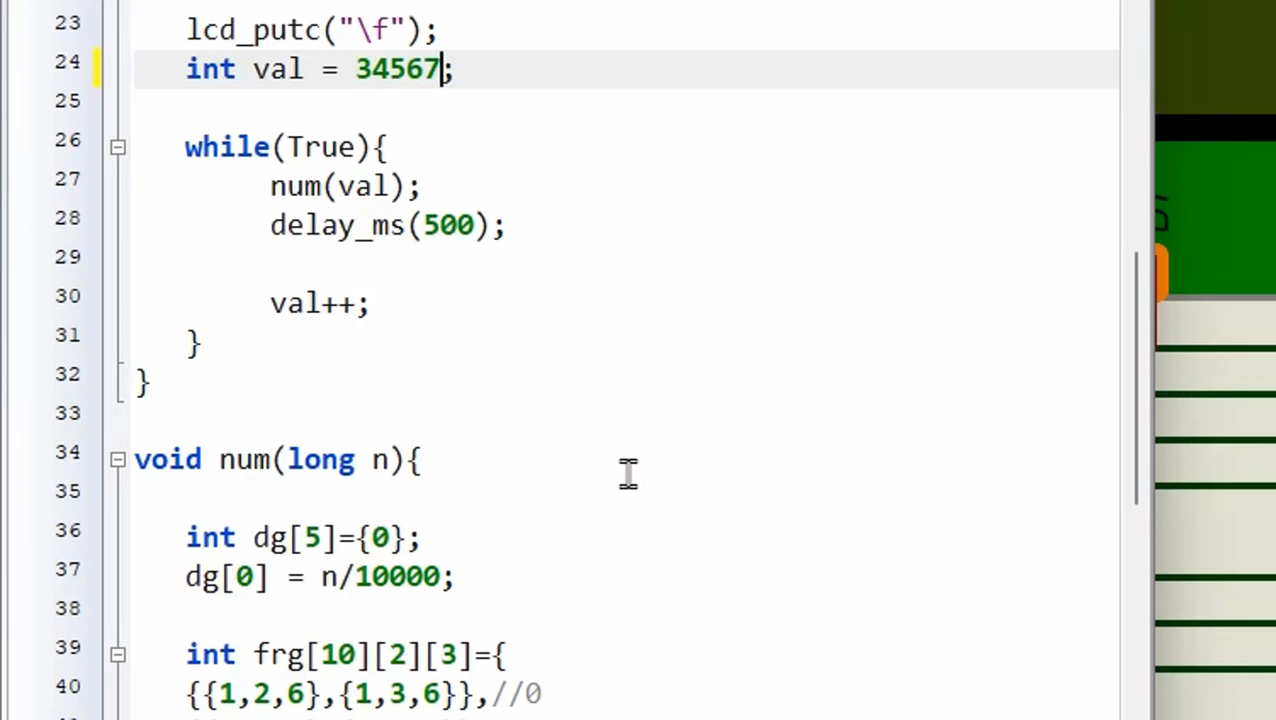 23 lcd_putc("\f");
24 int val = 34567;
25
26 while(True){
27 num(val);
28 delay_ms(500);
29
30 val++;
31 }
32 }
33
34 void num(long n){
35
36 int dg[5]={0};
37 dg[0] = n/10000;
38
39 int frg[10][2][3]={
40 {{1,2,6},{1,3,6}},//0